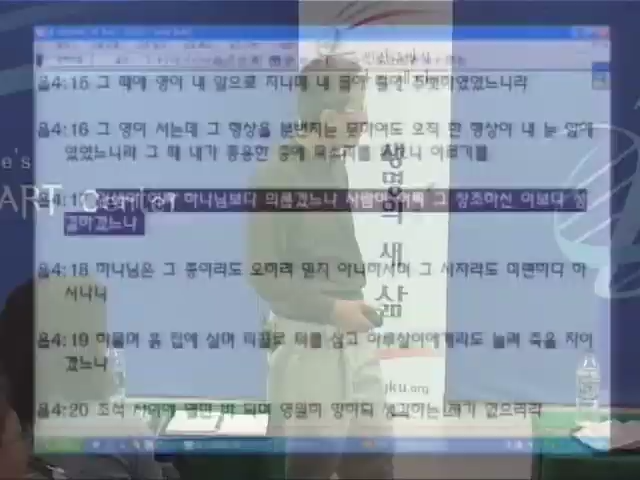 욥4:15 그 때에 영이 내 앞으로 지나매 내 몸에 털이 주뼛하였었느니라
욥4:16 그 영이 서는데 그 형상을 분변치는 못하여도 오직 한 형상이 내 눈 앞에
있었느니라 그 때 내가 종용한 중에 목소리를 들으니 이르기를
욥4:17 하나님보다 의롭겠느냐 사람이 그 창조하신 이보다 성
결하겠느냐
욥4:18 하나님은 그 종이라도 오히려 믿지 아니하시며 그 사자라도 미련하다 하
시나니
욥4:19 하물며 흙 집에 살며 티끌로 터를 삼고 하루살이에게라도 눌려 죽을 자이
겠느냐
욥4:20 조석 사이에 멸한 바 되며 영원히 망하되 생각하는 자가 없으리라
e's
ART Center
생명의 새 삶
jku.org